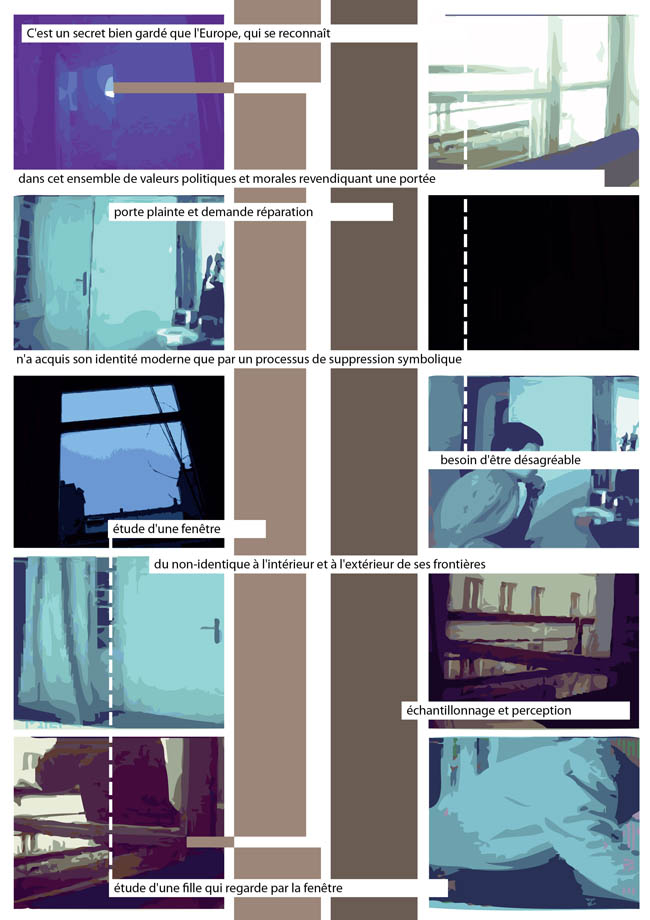 C'est un secret bien gardé que l'Europe, qui se reconnaît
dans cet ensemble de valeurs politiques et morales revendiquant une portée
porte plainte et demande réparation
n'a acquis son identité moderne que par un processus de suppression symbolique
besoin d'être désagréable
étude d'une fenêtre
du non-identique à l'intérieur et à l'extérieur de ses frontières
échantillonnage et perception
étude d'une fille qui regarde par la fenêtre